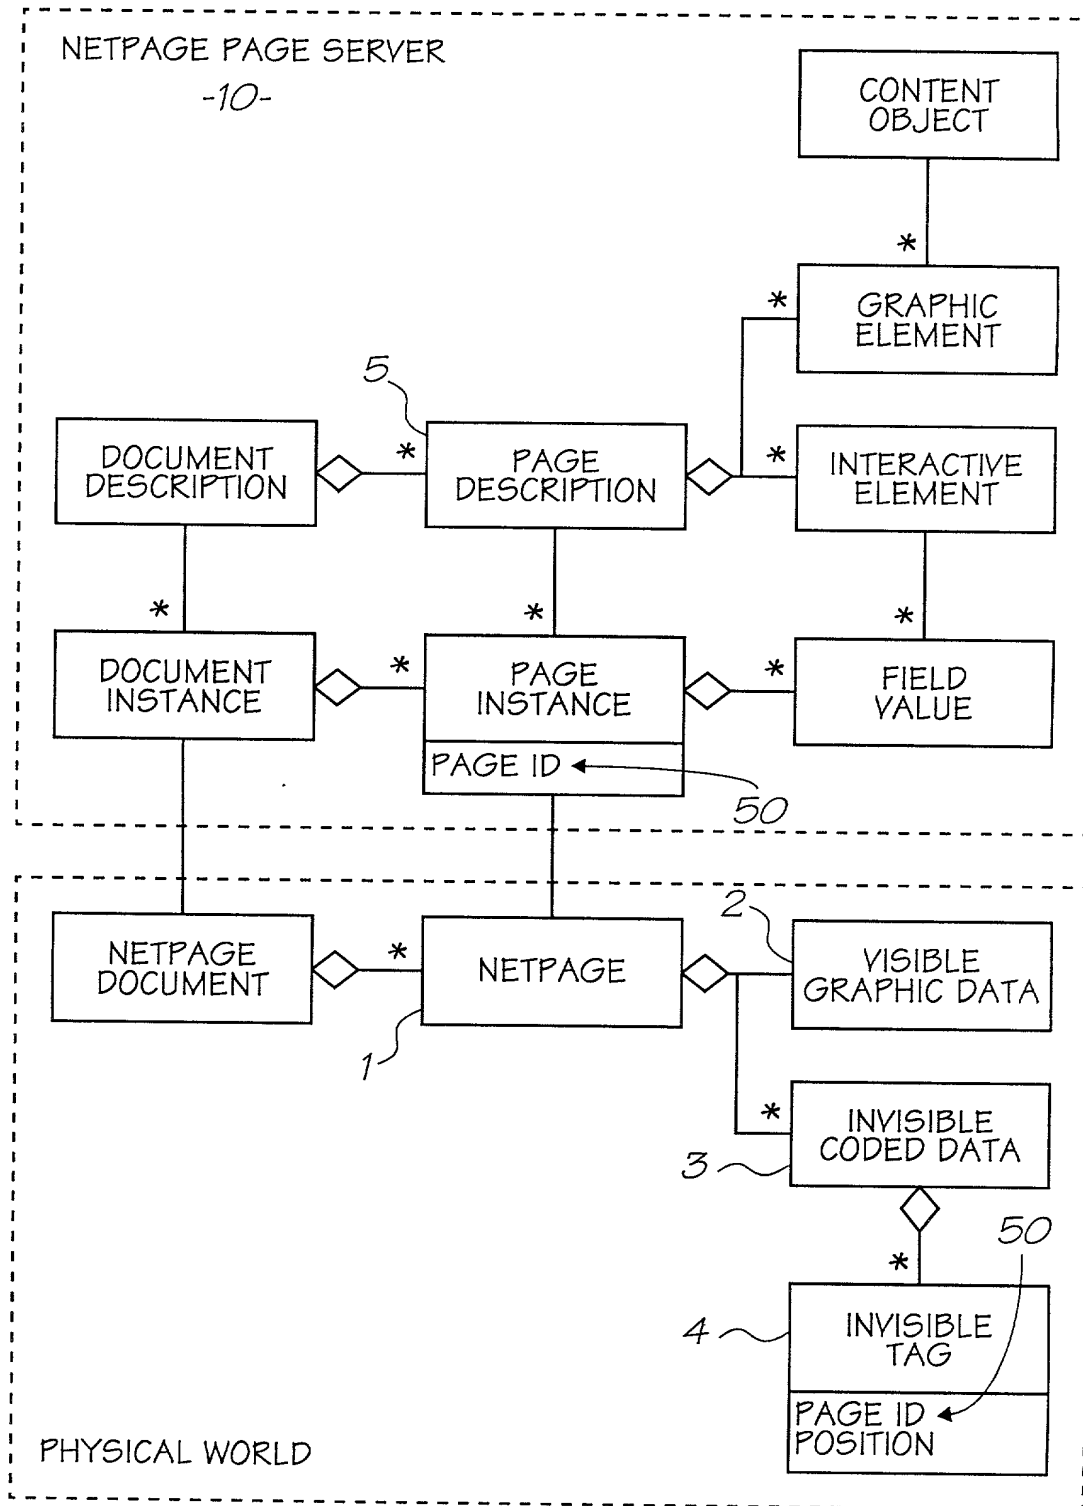 NETPAGE PAGE SERVER
-10-
CONTENT
OBJECT
*
GRAPHIC
ELEMENT
*
5
DOCUMENT
DESCRIPTION
*
PAGE
DESCRIPTION
*
INTERACTIVE
ELEMENT
*
*
*
DOCUMENT
INSTANCE
*
PAGE
INSTANCE
PAGE ID
50
*
FIELD
VALUE
NETPAGE
DOCUMENT
*
NETPAGE
1
2
VISIBLE
GRAPHIC DATA
*
INVISIBLE
CODED DATA
3
50
*
4
INVISIBLE
TAG
PAGE ID
POSITION
PHYSICAL WORLD